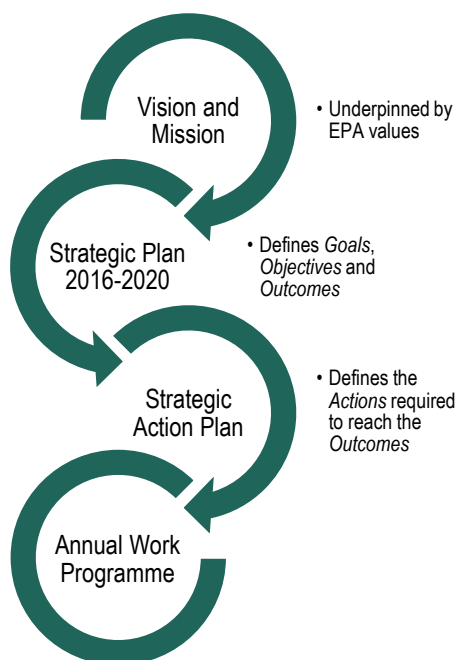 Vision and
Mission
• Underpinned by
EPA values
Strategic Plan
2016-2020
• Defines Goals,
Objectives and
Outcomes
Strategic
Action Plan
• Defines the
Actions required
to reach the
Outcomes
Annual Work
Programme